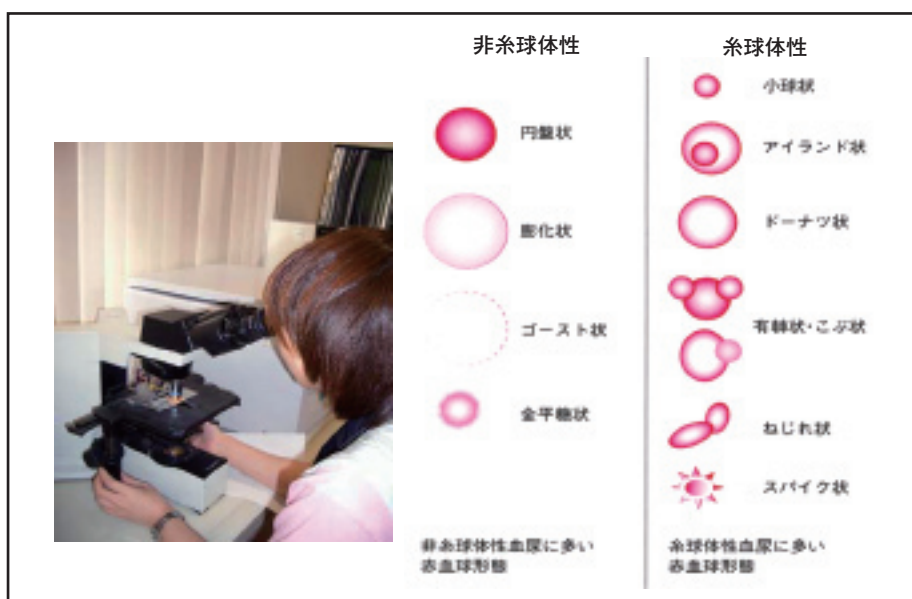 非糸球体性
円盤状
膨化状
ゴースト状
金平糖状
非糸球体性血尿に多い
赤血球形態
糸球体性
小球状
アイランド状
ドーナツ状
有棘状・こぶ状
ねじれ状
スパイク状
糸球体性血尿に多い
赤血球形態